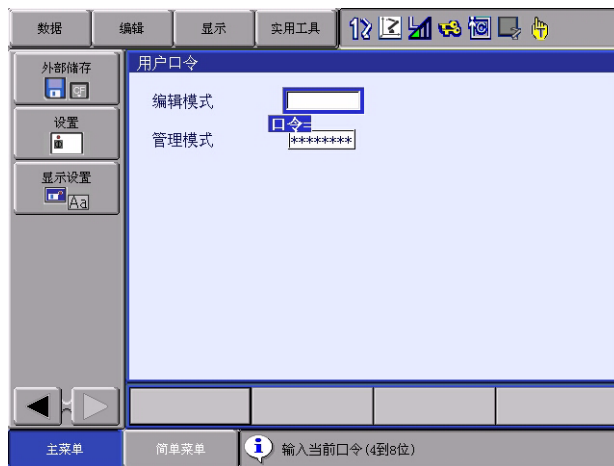 数据 编辑 显示 实用工具
外部储存
CF
设置
显示设置
Aa
用户口令
编辑模式
口令=
管理模式 ********
主菜单 简单菜单 输入当前口令(4到8位)